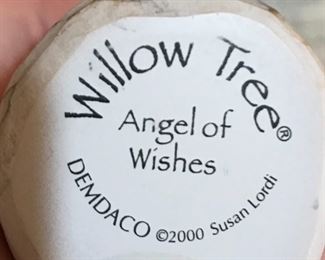 Willow Tree®
Angel of
Wishes
DEMDACO ©2000 Susan Lordi